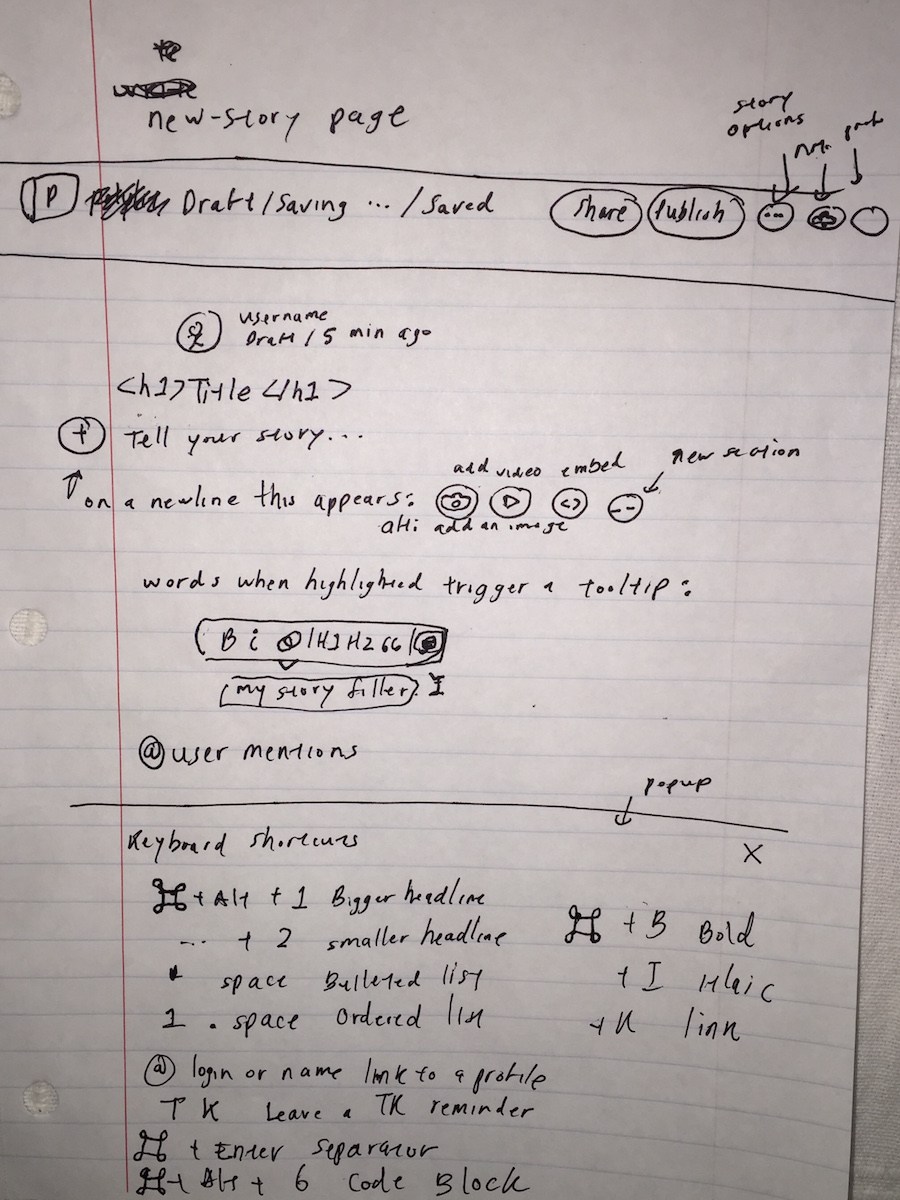 new-story page
story
options
P Draft/Saving ... / Saved share Publish ...
username
Draft / 5 min ago
<h1>Title</h1>
+ Tell your story...
add video embed new section
on a newline this appears: <> --
alt: add an image
words when highlighted trigger a tooltip:
B i | H1 H2 66 |
my story filler
@user mentions
popup
Keyboard shortcuts
X
⌘ + Alt + 1 Bigger headline
⌘ + B Bold
... + 2 smaller headline
+ I Italic
* space Bulleted list
+ K link
1 . space Ordered list
@ login or name link to a profile
T K Leave a TK reminder
⌘ + Enter Separator
⌘ + Alt + 6 Code Block